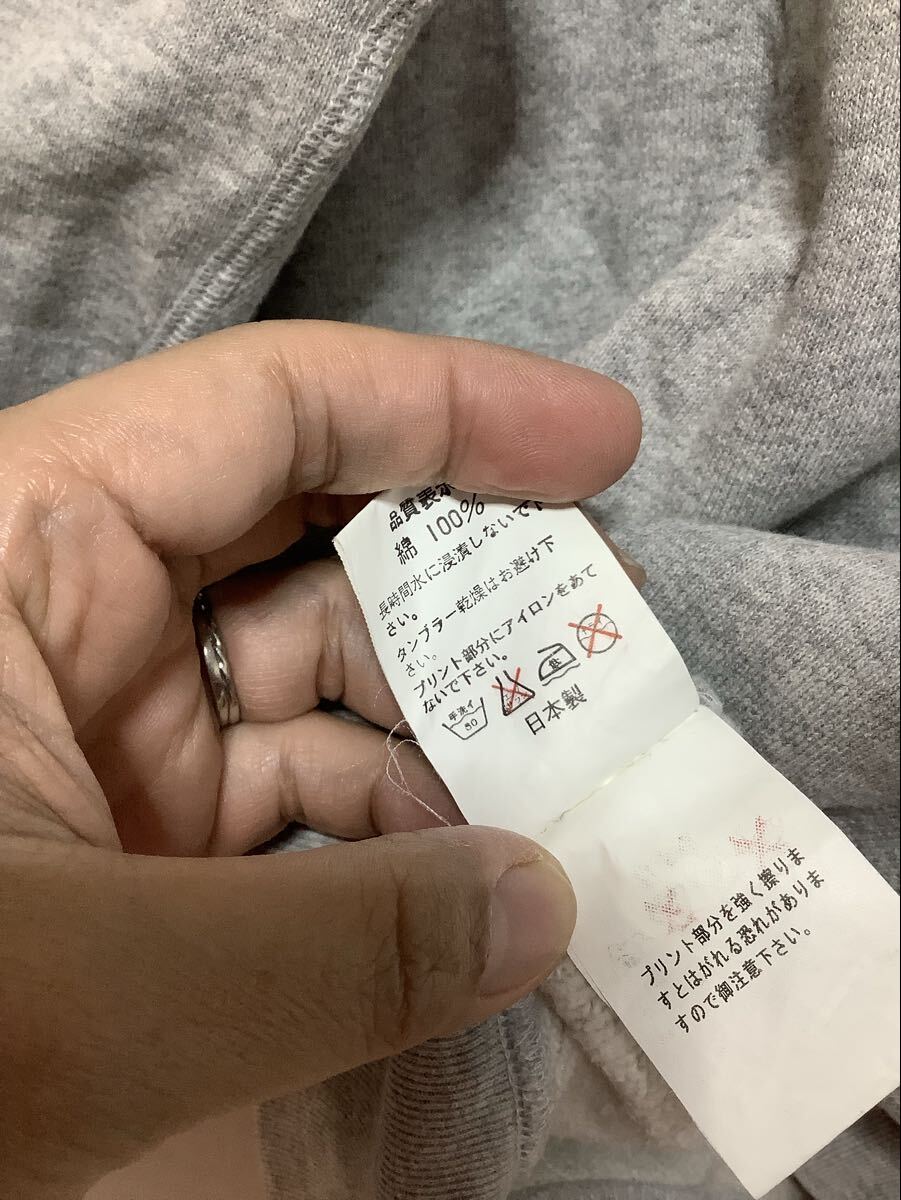 品質表示
綿 100%
長時間水に浸漬しないで下
さい。
タンブラー乾燥はお避け下
さい。
プリント部分にアイロンをあて
ないで下さい。
手洗イ
30
日本製
プリント部分を強く擦りま
すとはがれる恐れがありま
すので御注意下さい。